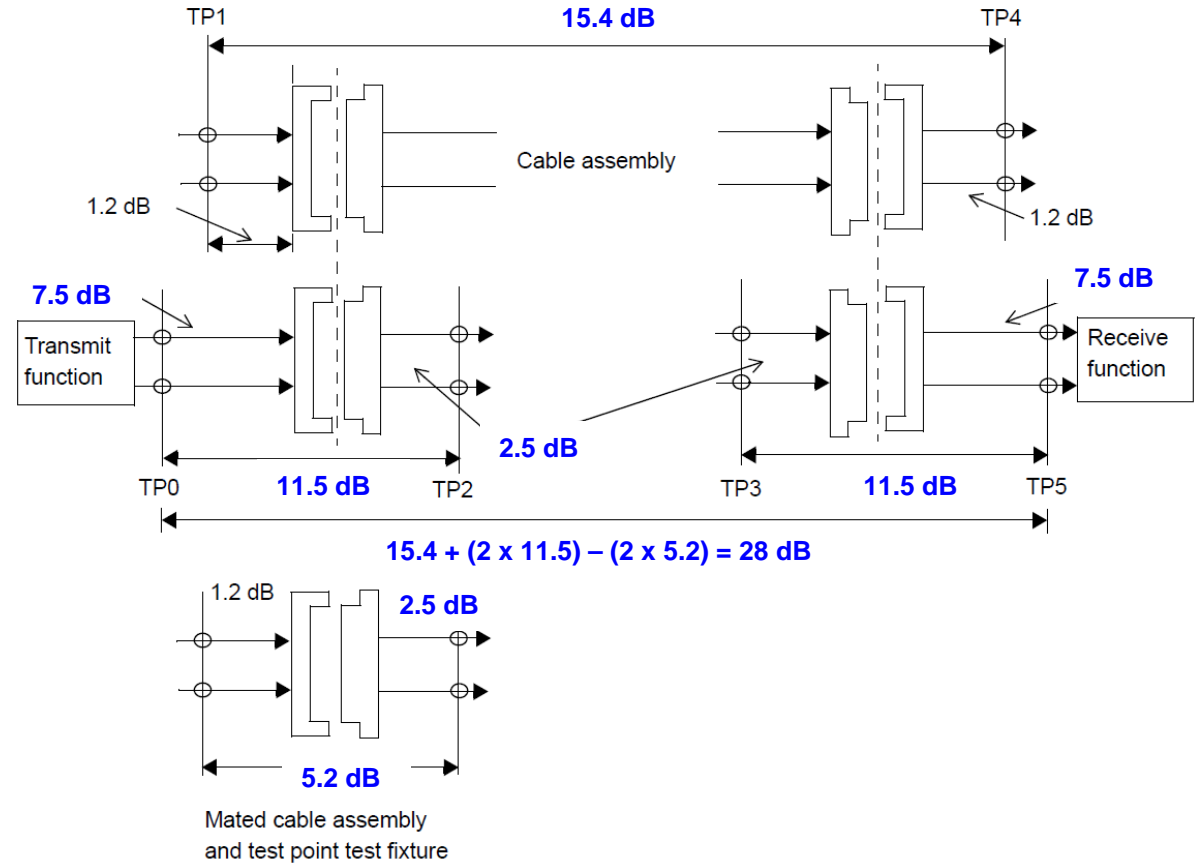 TP1
15.4 dB
TP4
Cable assembly
1.2 dB
1.2 dB
7.5 dB
7.5 dB
Transmit
function
Receive
function
2.5 dB
TP0
11.5 dB
TP2
TP3
11.5 dB
TP5
15.4 + (2 x 11.5) – (2 x 5.2) = 28 dB
1.2 dB
2.5 dB
5.2 dB
Mated cable assembly
and test point test fixture